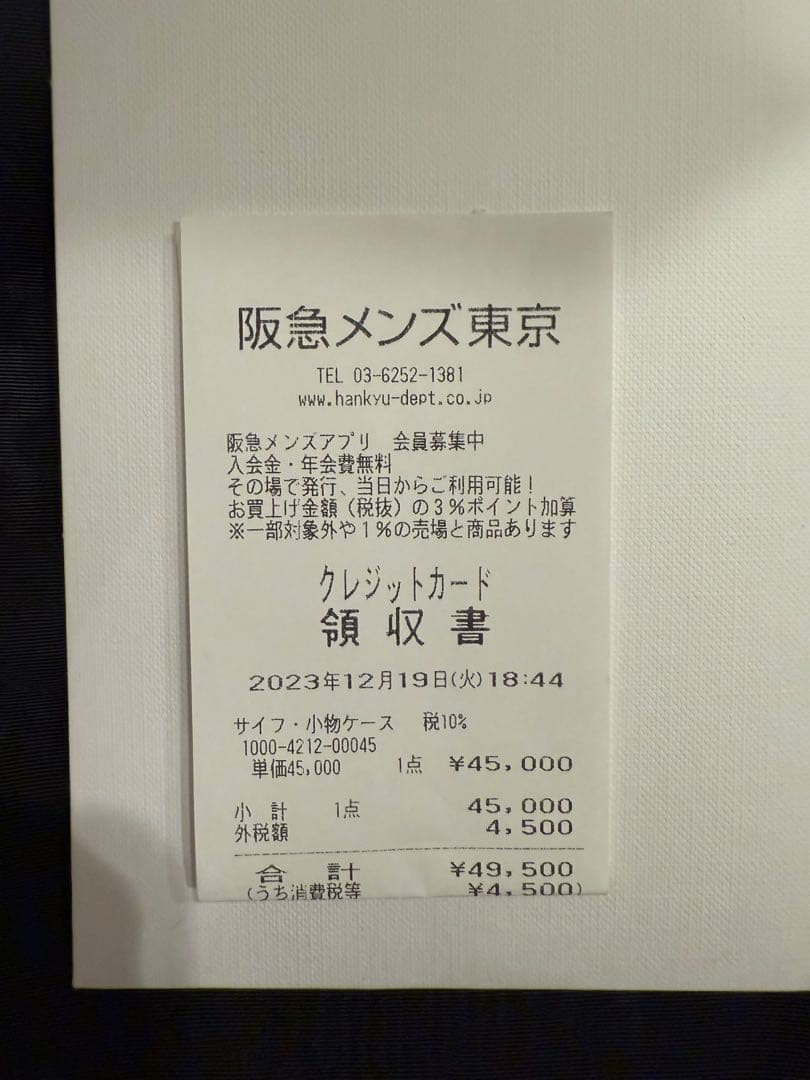 阪急メンズ東京
TEL 03-6252-1381
www.hankyu-dept.co.jp
阪急メンズアプリ 会員募集中
入会金・年会費無料
その場で発行、当日からご利用可能！
お買上げ金額（税抜）の３％ポイント加算
※一部対象外や１％の売場と商品あります
クレジットカード
領収書
2023年12月19日(火)18:44
サイフ・小物ケース 税10%
1000-4212-00045
単価45,000 1点 ¥45,000
小計 1点 45,000
外税額 4,500
合計 ¥49,500
(うち消費税等 ¥4,500)